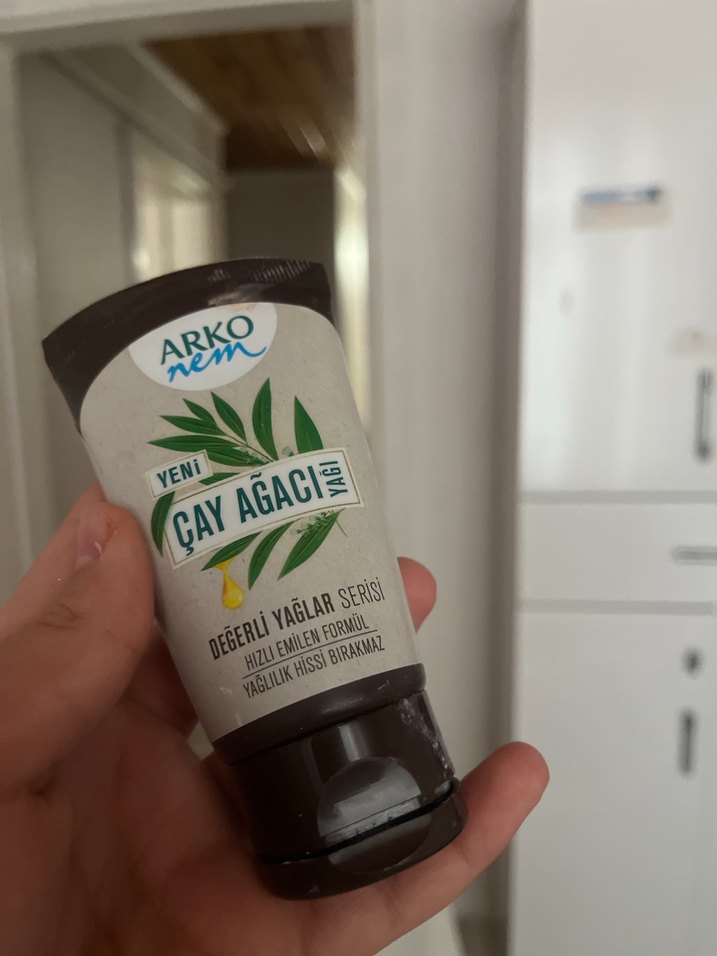 ARKO
nem
YENİ
ÇAY AĞACI YAĞI
DEĞERLİ YAĞLAR SERİSİ
HIZLI EMİLEN FORMÜL
YAĞLILIK HİSSİ BIRAKMAZ